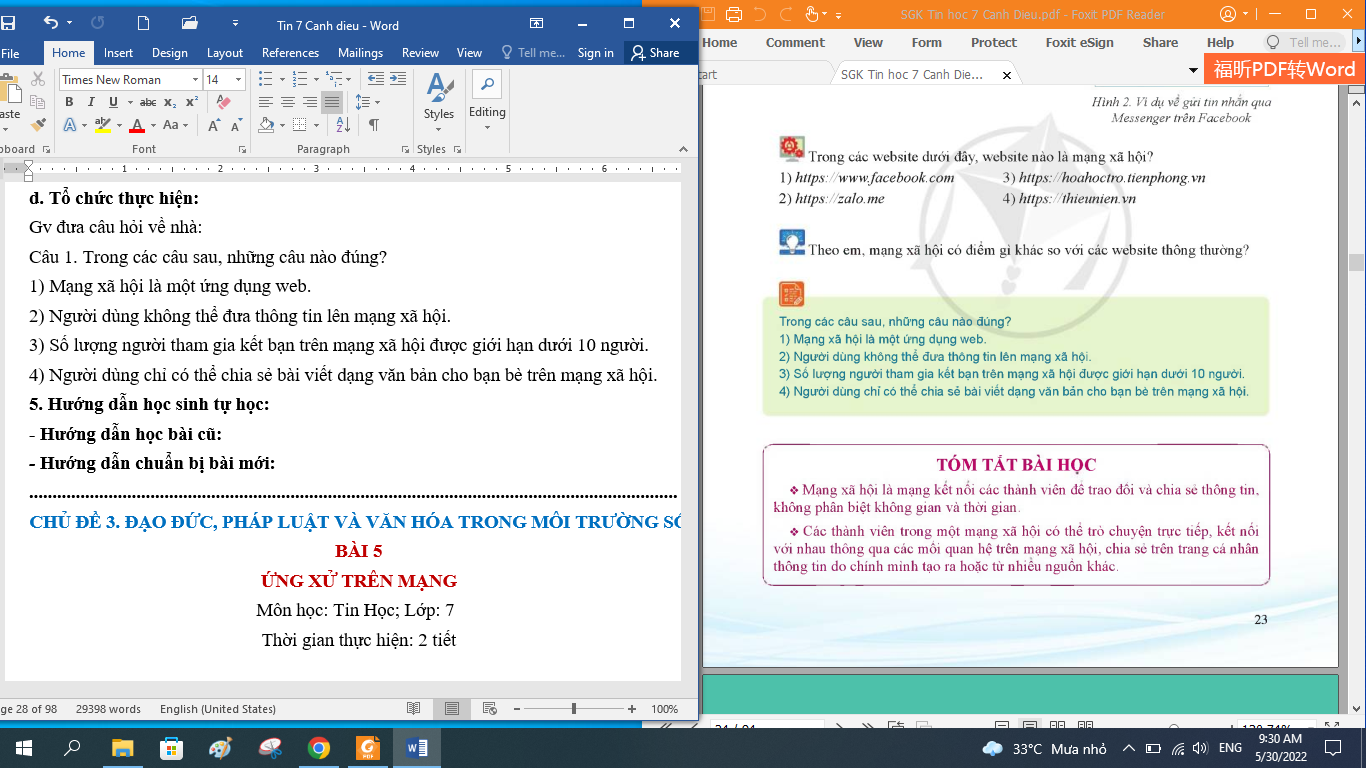 Tin 7 Canh dieu - Word
File
Home
Insert
Design
Layout
References
Mailings
Review
View
Tell me...
Sign in
Share
Times New Roman
14
Font
Paragraph
Styles
Styles
Editing
d. Tổ chức thực hiện:
Gv đưa câu hỏi về nhà:
Câu 1. Trong các câu sau, những câu nào đúng?
1) Mạng xã hội là một ứng dụng web.
2) Người dùng không thể đưa thông tin lên mạng xã hội.
3) Số lượng người tham gia kết bạn trên mạng xã hội được giới hạn dưới 10 người.
4) Người dùng chỉ có thể chia sẻ bài viết dạng văn bản cho bạn bè trên mạng xã hội.
5. Hướng dẫn học sinh tự học:
- Hướng dẫn học bài cũ:
- Hướng dẫn chuẩn bị bài mới:
CHỦ ĐỀ 3. ĐẠO ĐỨC, PHÁP LUẬT VÀ VĂN HÓA TRONG MÔI TRƯỜNG SỐ
BÀI 5
ỨNG XỬ TRÊN MẠNG
Môn học: Tin Học; Lớp: 7
Thời gian thực hiện: 2 tiết
ge 28 of 98
29398 words
English (United States)
100%
SGK Tin hoc 7 Canh Dieu.pdf - Foxit PDF Reader
Home
Comment
View
Form
Protect
Foxit eSign
Share
Help
Tell me...
tart
SGK Tin hoc 7 Canh Die...
福昕PDF转Word
Hình 2. Ví dụ về gửi tin nhắn qua
Messenger trên Facebook
Trong các website dưới đây, website nào là mạng xã hội?
1) https://www.facebook.com 3) https://hoahoctro.tienphong.vn
2) https://zalo.me 4) https://thieunien.vn
Theo em, mạng xã hội có điểm gì khác so với các website thông thường?
Trong các câu sau, những câu nào đúng?
1) Mạng xã hội là một ứng dụng web.
2) Người dùng không thể đưa thông tin lên mạng xã hội.
3) Số lượng người tham gia kết bạn trên mạng xã hội được giới hạn dưới 10 người.
4) Người dùng chỉ có thể chia sẻ bài viết dạng văn bản cho bạn bè trên mạng xã hội.
TÓM TẮT BÀI HỌC
❖ Mạng xã hội là mạng kết nối các thành viên để trao đổi và chia sẻ thông tin,
không phân biệt không gian và thời gian.
❖ Các thành viên trong một mạng xã hội có thể trò chuyện trực tiếp, kết nối
với nhau thông qua các mối quan hệ trên mạng xã hội, chia sẻ trên trang cá nhân
thông tin do chính mình tạo ra hoặc từ nhiều nguồn khác.
23
33°C Mưa nhỏ
ENG
9:30 AM
5/30/2022